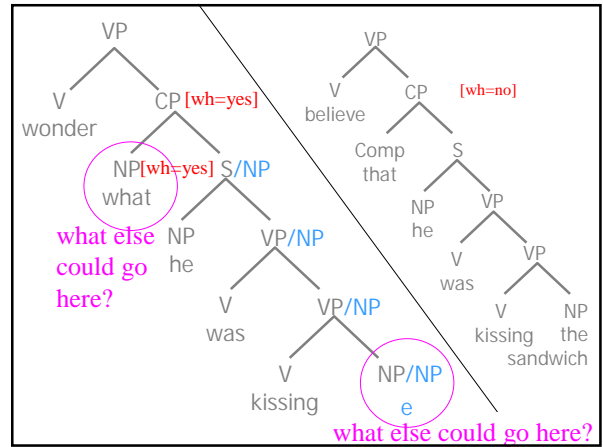 VP
V
wonder
CP [wh=yes]
NP[wh=yes]
what
S/NP
what else
could go
here?
NP
he
VP/NP
V
was
VP/NP
V
kissing
NP/NP
e
what else could go here?
VP
V
believe
CP
[wh=no]
Comp
that
S
NP
he
VP
V
was
VP
V
kissing
NP
the
sandwich